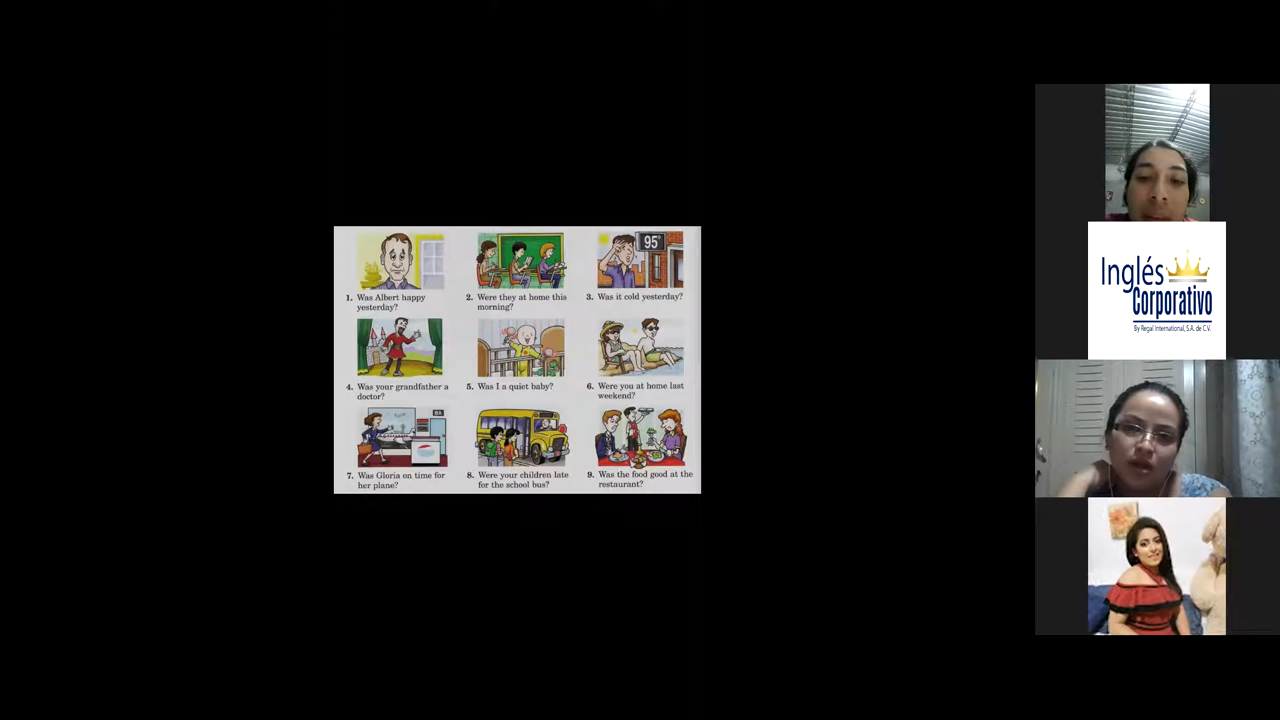 95°
1. Was Albert happy
yesterday?
2. Were they at home this
morning?
3. Was it cold yesterday?
4. Was your grandfather a
doctor?
5. Was I a quiet baby?
6. Were you at home last
weekend?
7. Was Gloria on time for
her plane?
8. Were your children late
for the school bus?
9. Was the food good at the
restaurant?
Inglés
Corporativo
By Regal International, S.A. de C.V.